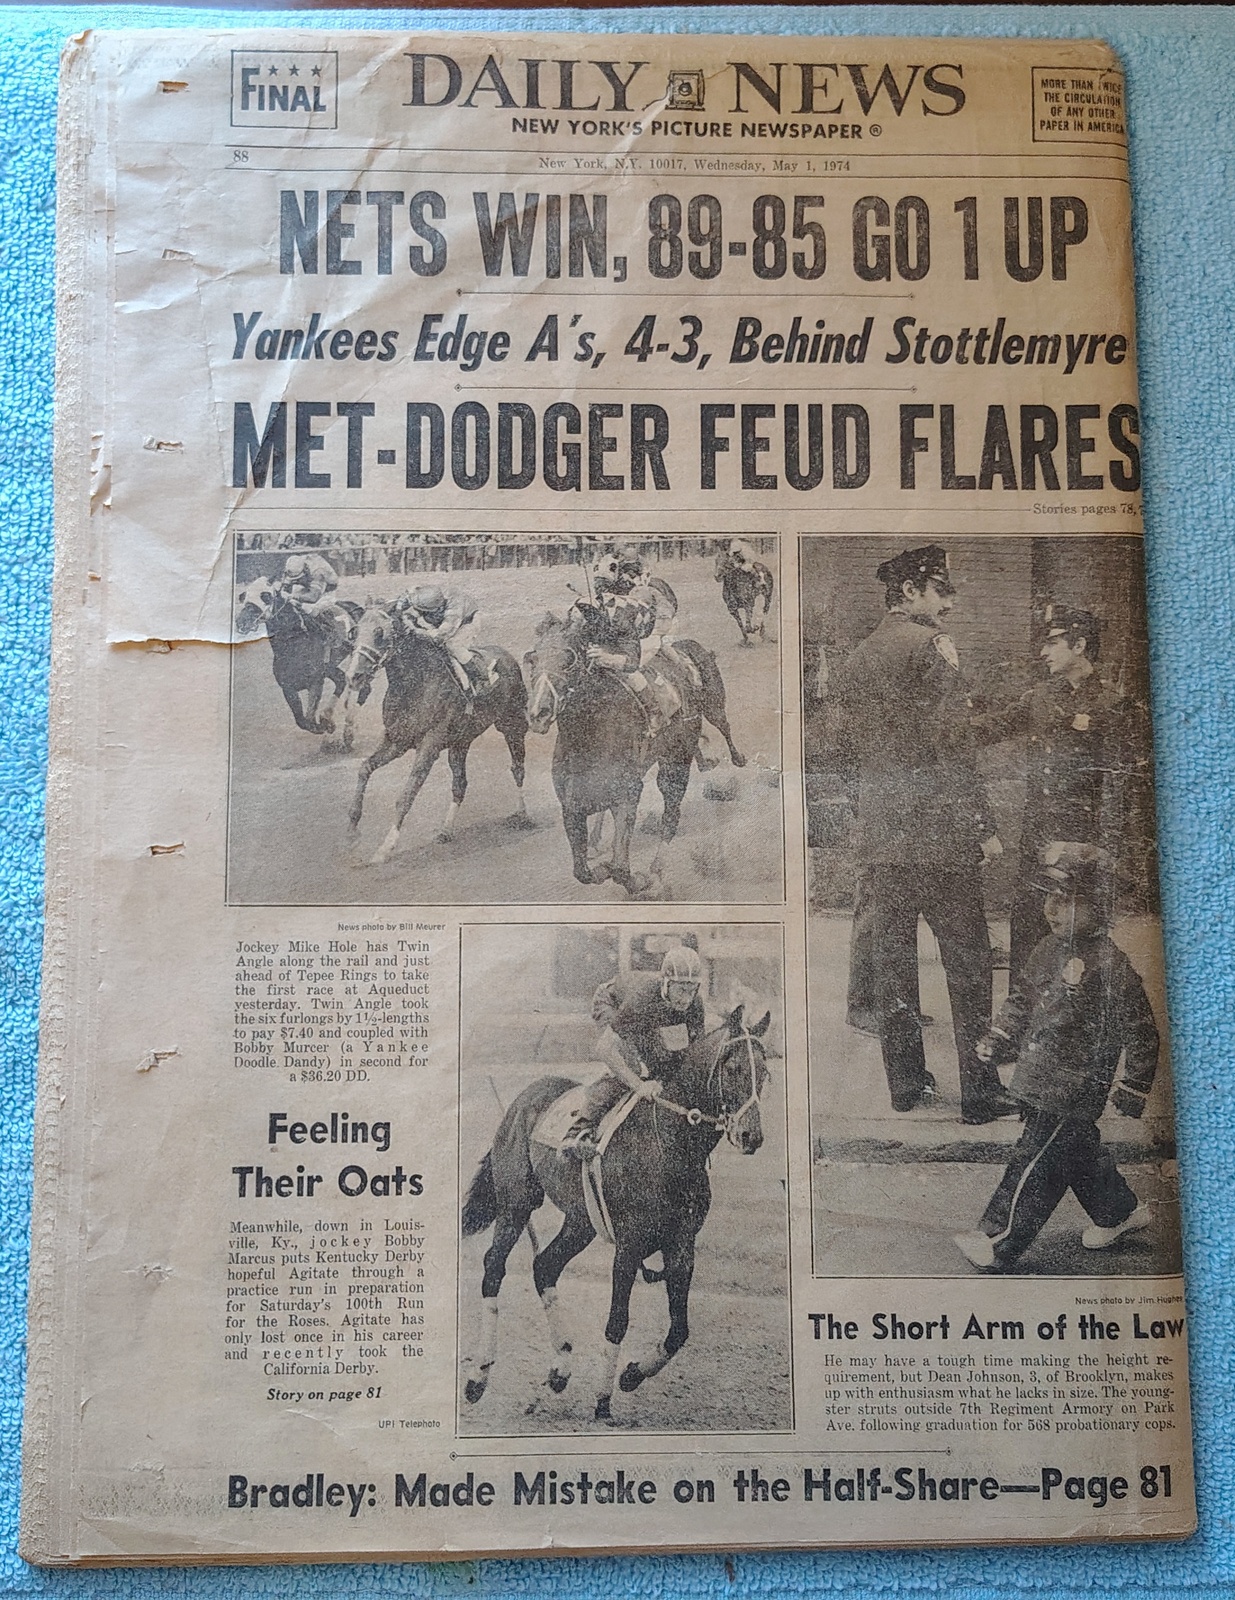 ★ ★ ★
FINAL
DAILY NEWS
NEW YORK'S PICTURE NEWSPAPER ®
MORE THAN TWICE
THE CIRCULATION
OF ANY OTHER
PAPER IN AMERICA
88
New York, N.Y. 10017, Wednesday, May 1, 1974
NETS WIN, 89-85 GO 1 UP
Yankees Edge A's, 4-3, Behind Stottlemyre
MET-DODGER FEUD FLARES
Stories pages 78,
News photo by Bill Meurer
Jockey Mike Hole has Twin
Angle along the rail and just
ahead of Tepee Rings to take
the first race at Aqueduct
yesterday. Twin Angle took
the six furlongs by 1½-lengths
to pay $7.40 and coupled with
Bobby Murcer (a Yankee
Doodle Dandy) in second for
a $36.20 DD.
Feeling
Their Oats
Meanwhile, down in Louis-
ville, Ky., jockey Bobby
Marcus puts Kentucky Derby
hopeful Agitate through a
practice run in preparation
for Saturday's 100th Run
for the Roses. Agitate has
only lost once in his career
and recently took the
California Derby.
Story on page 81
UPI Telephoto
News photo by Jim Hughes
The Short Arm of the Law
He may have a tough time making the height re-
quirement, but Dean Johnson, 3, of Brooklyn, makes
up with enthusiasm what he lacks in size. The young-
ster struts outside 7th Regiment Armory on Park
Ave. following graduation for 568 probationary cops.
Bradley: Made Mistake on the Half-Share—Page 81